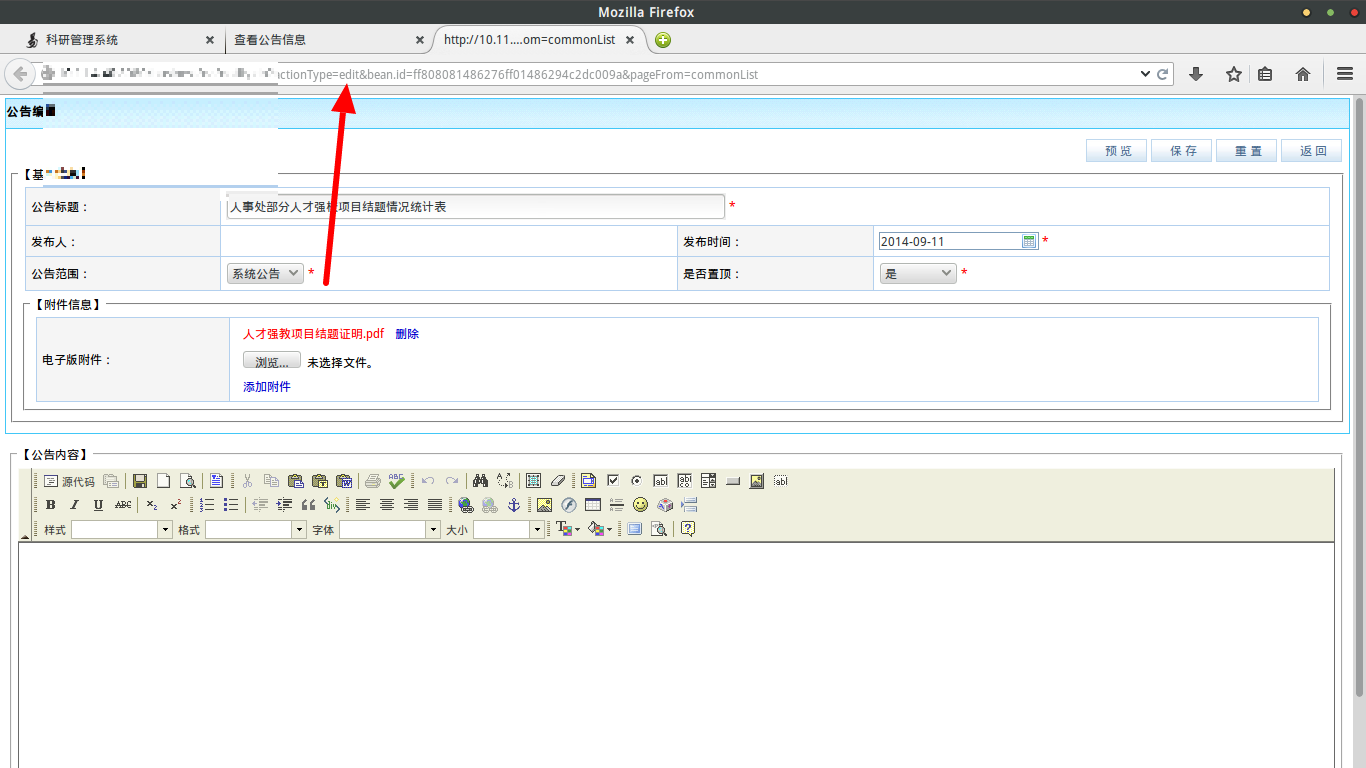 Mozilla Firefox
科研管理系统
查看公告信息
http://10.11....om=commonList
ctionType=edit&bean.id=ff808081486276ff01486294c2dc009a&pageFrom=commonList
公告编
预 览 保 存 重 置 返 回
【基
公告标题：
人事处部分人才强校项目结题情况统计表 *
发布人：
发布时间： 2014-09-11 *
公告范围： 系统公告 *
是否置顶： 是 *
【附件信息】
电子版附件：
人才强教项目结题证明.pdf 删除
浏览... 未选择文件。
添加附件
【公告内容】
源代码
样式 格式 字体 大小